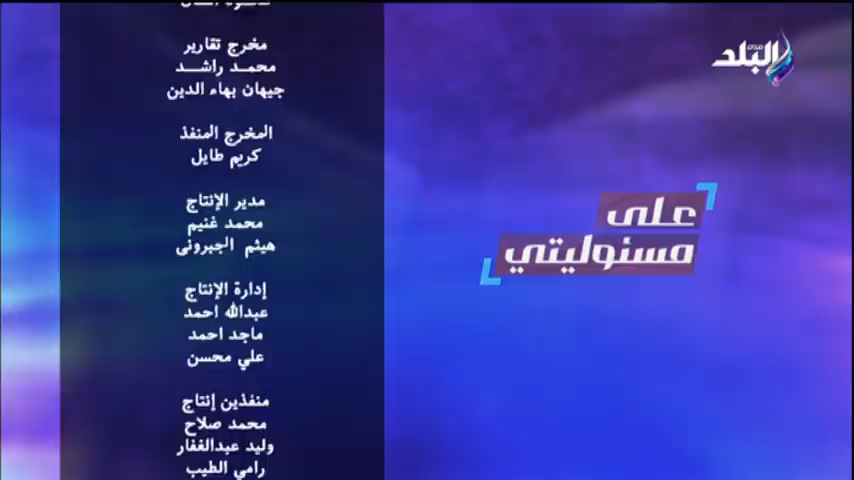 مخرج تقارير
محمد راشد
جيهان بهاء الدين
المخرج المنفذ
كريم طايل
مدير الإنتاج
محمد غنيم
هيثم الجبرونى
إدارة الإنتاج
عبدالله احمد
ماجد احمد
علي محسن
منفذين إنتاج
محمد صلاح
وليد عبدالغفار
رامي الطيب
صدى
البلد
على
مسئوليتي